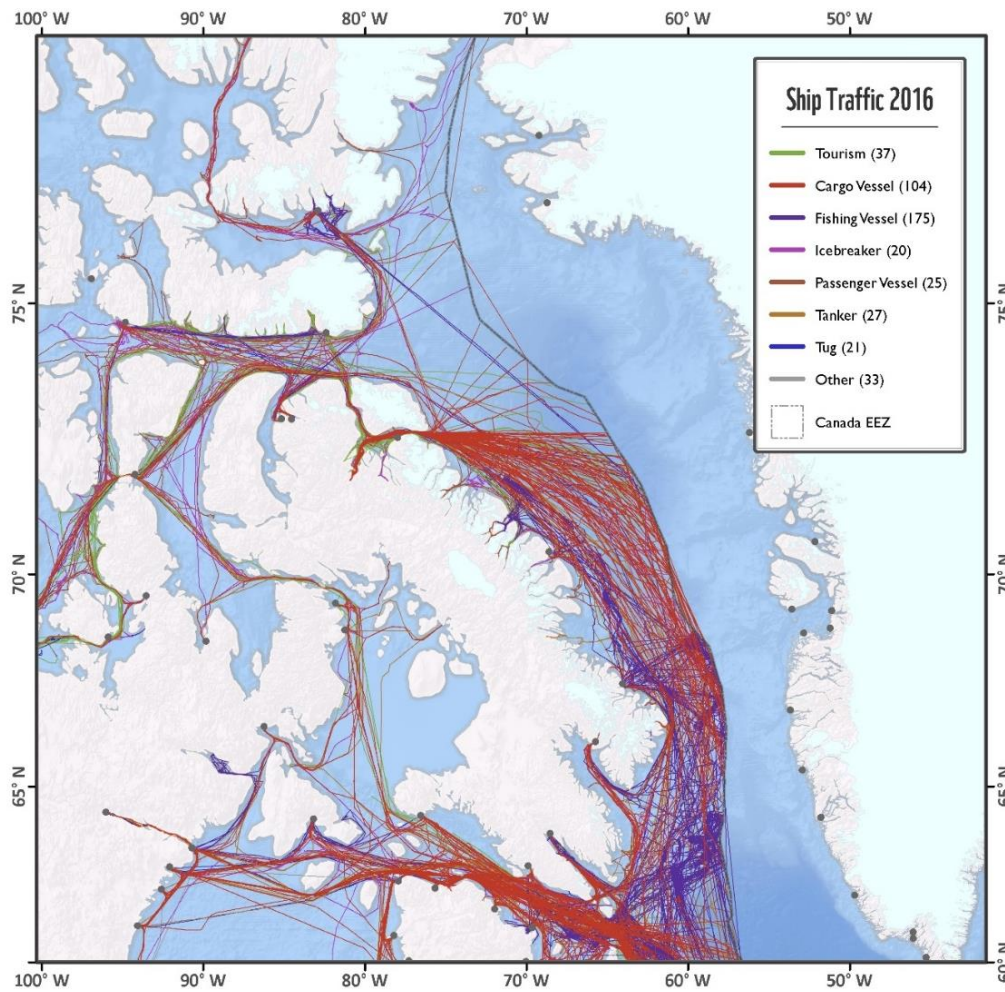 100° W 90° W 80° W 70° W 60° W 50° W
Ship Traffic 2016
Tourism (37)
Cargo Vessel (104)
Fishing Vessel (175)
Icebreaker (20)
Passenger Vessel (25)
Tanker (27)
Tug (21)
Other (33)
Canada EEZ
75° N 75° N
70° N 70° N
65° N 65° N
60° N
100° W 90° W 80° W 70° W 60° W 50° W